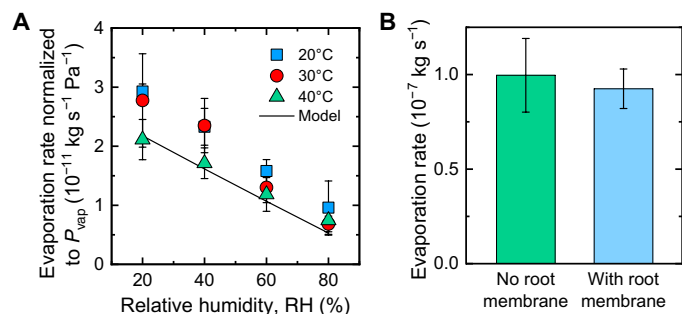 A
Evaporation rate normalized
to Pvap (10⁻¹¹ kg s⁻¹ Pa⁻¹)
4
3
2
1
0
20
40
60
80
Relative humidity, RH (%)
20°C
30°C
40°C
Model
B
Evaporation rate (10⁻⁷ kg s⁻¹)
1.0
0.5
0
No root
membrane
With root
membrane